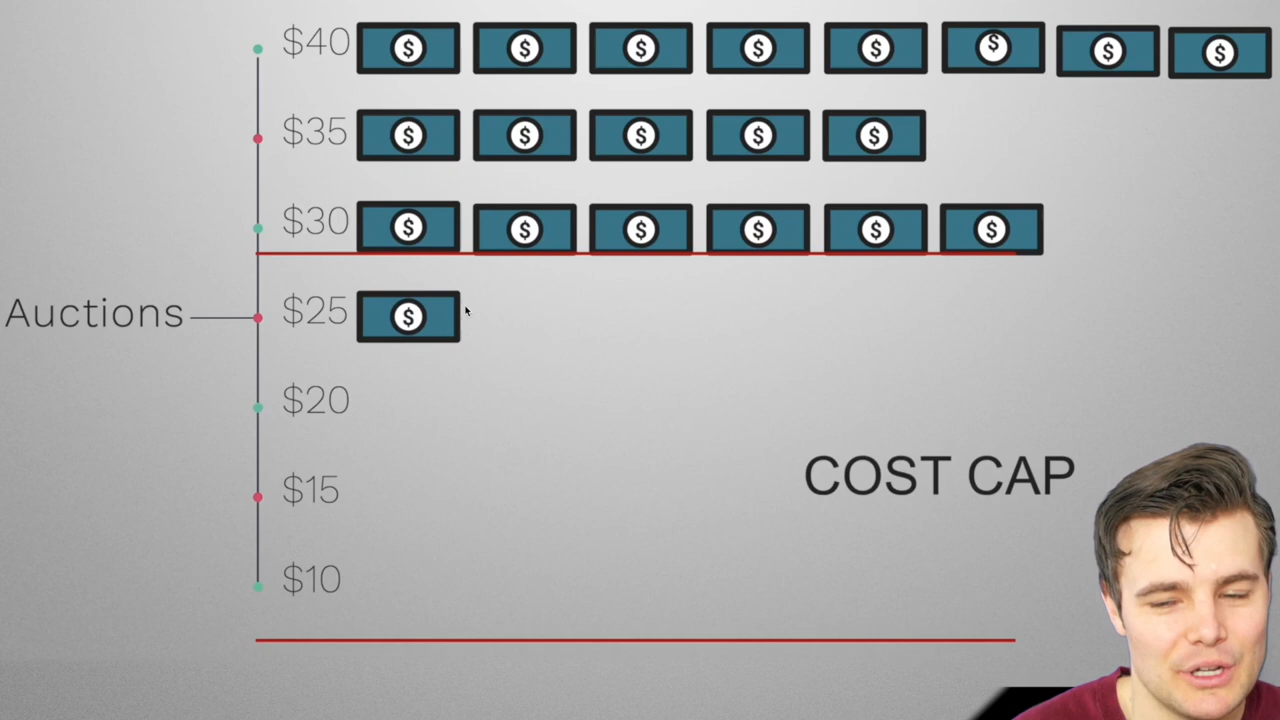 $40 $ $ $ $ $ $ $ $
$35 $ $ $ $ $
$30 $ $ $ $ $ $
Auctions $25 $
$20
COST CAP
$15
$10